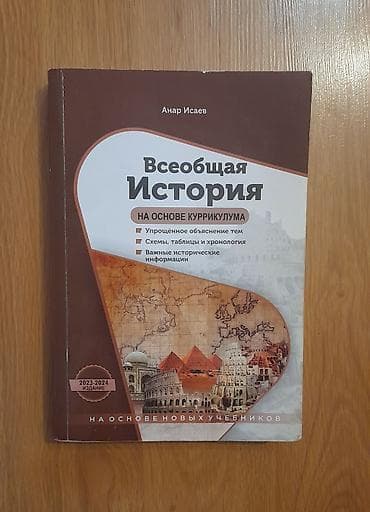 Анар Исаев
Всеобщая
История
НА ОСНОВЕ КУРРИКУЛУМА
Упрощённое объяснение тем
Схемы, таблицы и хронология
Важные исторические
информации
2023-2024
ИЗДАНИЕ
НА ОСНОВЕ НОВЫХ УЧЕБНИКОВ